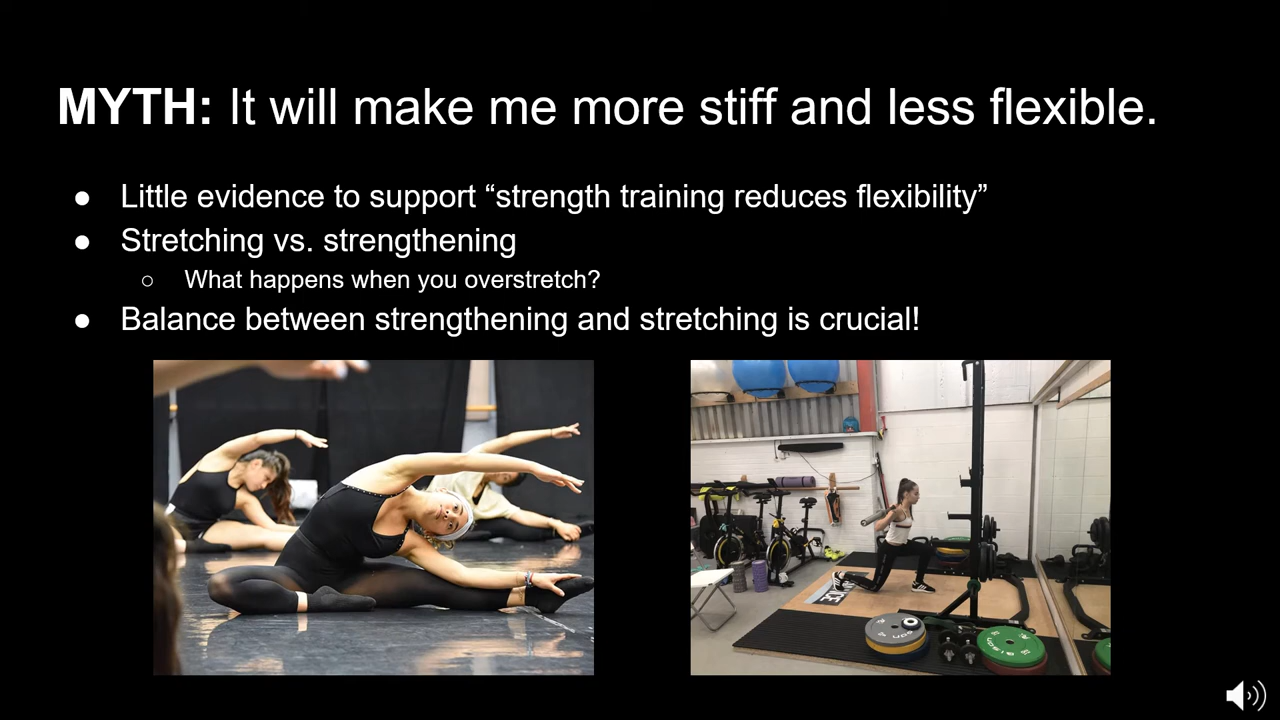 MYTH: It will make me more stiff and less flexible.
● Little evidence to support “strength training reduces flexibility”
● Stretching vs. strengthening
○ What happens when you overstretch?
● Balance between strengthening and stretching is crucial!